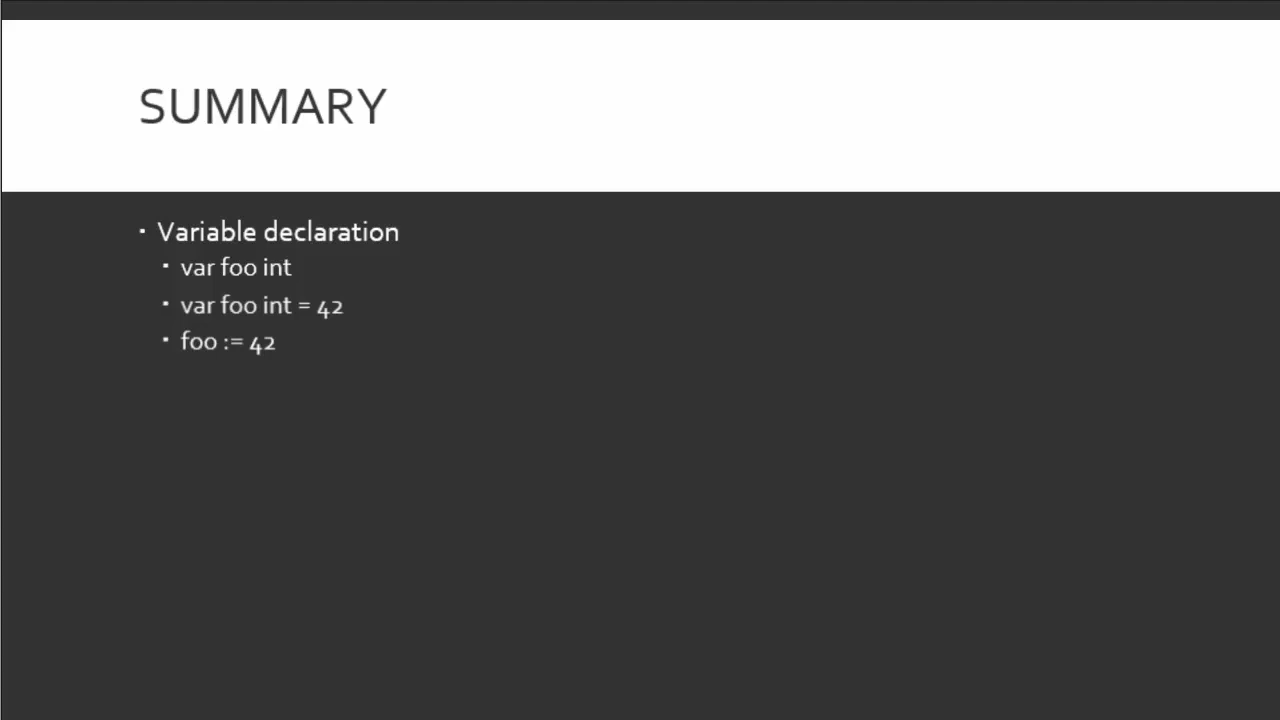 SUMMARY
Variable declaration
var foo int
var foo int = 42
foo := 42